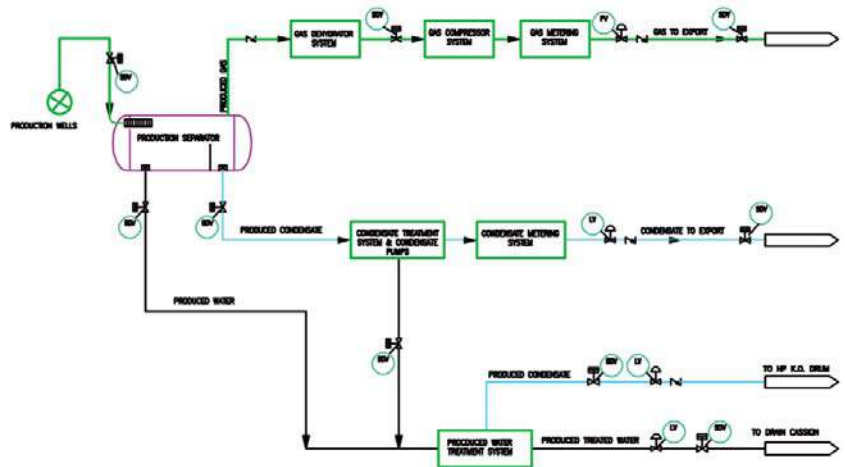 GAS DEHYDRATOR
SYSTEM
SDV
GAS COMPRESSOR
SYSTEM
GAS METERING
SYSTEM
PV
GAS TO EXPORT
SDV
SDV
PRODUCED GAS
PRODUCTION WELLS
PRODUCTION SEPARATOR
SDV
SDV
PRODUCED CONDENSATE
CONDENSATE TREATMENT
SYSTEM & CONDENSATE
PUMPS
CONDENSATE METERING
SYSTEM
LV
CONDENSATE TO EXPORT
SDV
PRODUCED WATER
SDV
PRODUCED CONDENSATE
SDV
LV
TO HP K.O. DRUM
PROCDUCED WATER
TREATMENT SYSTEM
PRODUCED TREATED WATER
LV
SDV
TO DRAIN CASSION